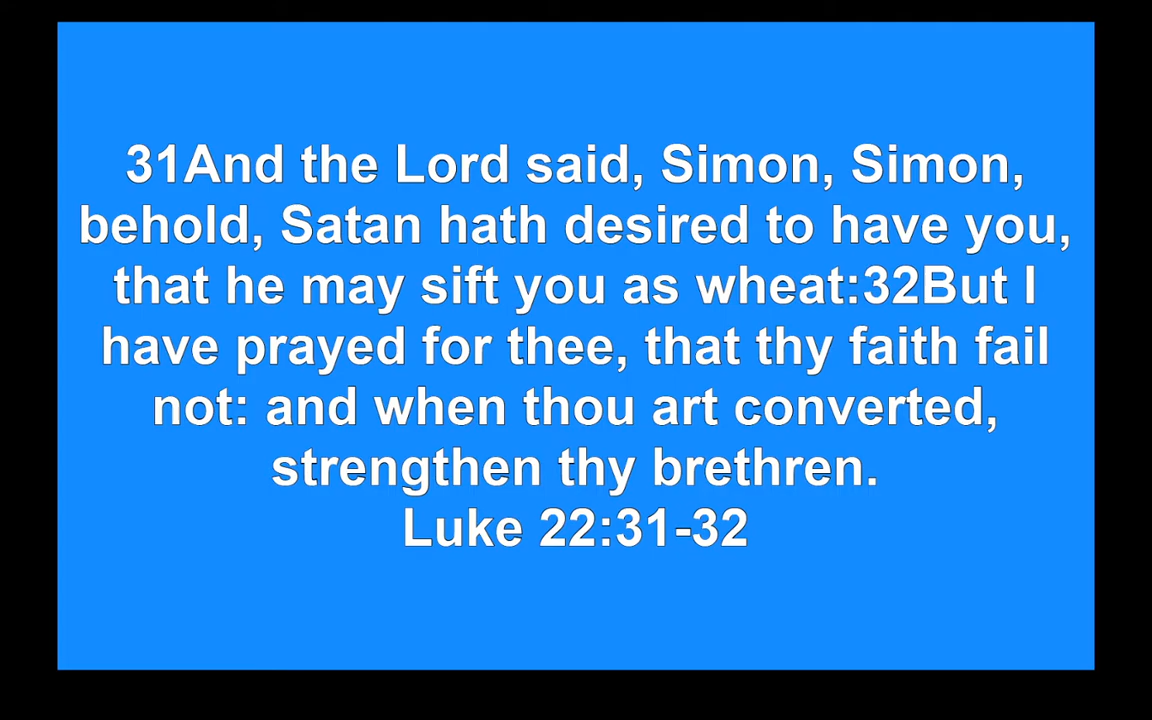 31And the Lord said, Simon, Simon,
behold, Satan hath desired to have you,
that he may sift you as wheat:32But I
have prayed for thee, that thy faith fail
not: and when thou art converted,
strengthen thy brethren.
Luke 22:31-32